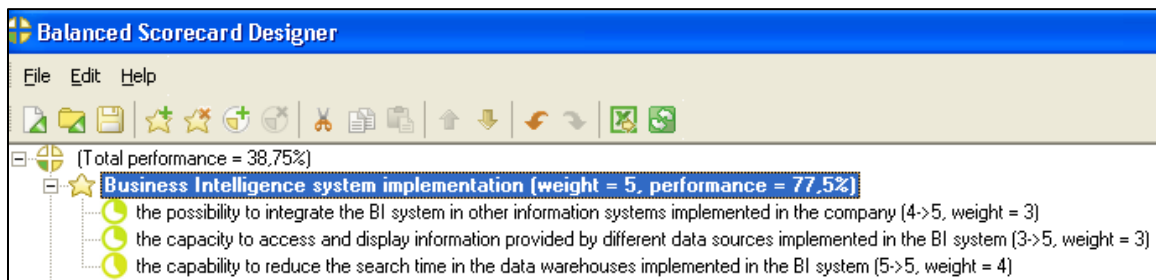 Balanced Scorecard Designer
File Edit Help
(Total performance = 38,75%)
Business Intelligence system implementation (weight = 5, performance = 77,5%)
the possibility to integrate the BI system in other information systems implemented in the company (4->5, weight = 3)
the capacity to access and display information provided by different data sources implemented in the BI system (3->5, weight = 3)
the capability to reduce the search time in the data warehouses implemented in the BI system (5->5, weight = 4)